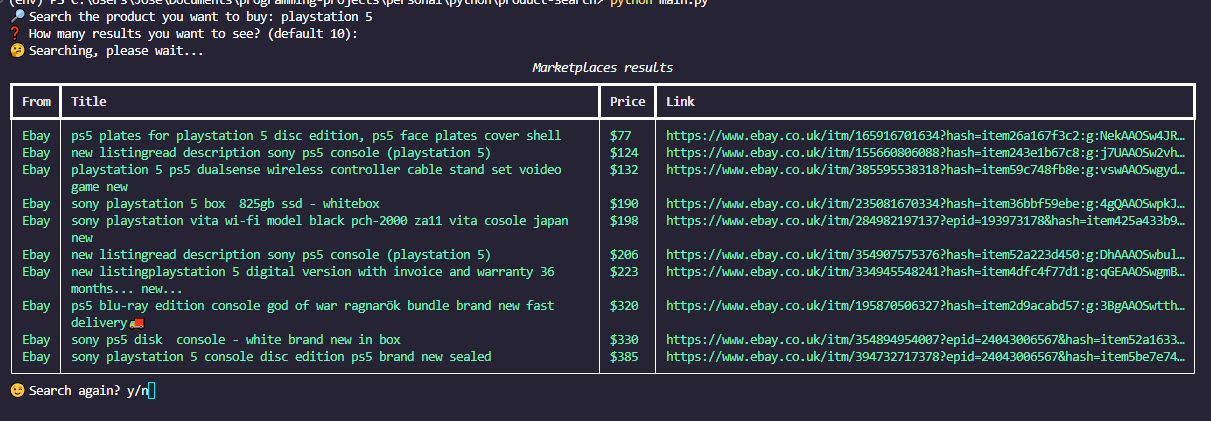 (env) PS C:\Users\Jose\Documents\programming-projects\personal\python\product-search> python main.py
🔎 Search the product you want to buy: playstation 5
❓ How many results you want to see? (default 10):
🤔 Searching, please wait...
Marketplaces results
From Title Price Link
Ebay ps5 plates for playstation 5 disc edition, ps5 face plates cover shell $77 https://www.ebay.co.uk/itm/165916701634?hash=item26a167f3c2:g:NekAAOSw4JR…
Ebay new listingread description sony ps5 console (playstation 5) $124 https://www.ebay.co.uk/itm/155660806088?hash=item243e1b67c8:g:j7UAAOSw2vh…
Ebay playstation 5 ps5 dualsense wireless controller cable stand set voideo $132 https://www.ebay.co.uk/itm/385595538318?hash=item59c748fb8e:g:vswAAOSwgyd…
game new
Ebay sony playstation 5 box  825gb ssd - whitebox $190 https://www.ebay.co.uk/itm/235081670334?hash=item36bbf59ebe:g:4gQAAOSwpkJ…
Ebay sony playstation vita wi-fi model black pch-2000 za11 vita cosole japan $198 https://www.ebay.co.uk/itm/284982197137?epid=193973178&hash=item425a433b9…
new
Ebay new listingread description sony ps5 console (playstation 5) $206 https://www.ebay.co.uk/itm/354907575376?hash=item52a223d450:g:DhAAAOSwbul…
Ebay new listingplaystation 5 digital version with invoice and warranty 36 $223 https://www.ebay.co.uk/itm/334945548241?hash=item4dfc4f77d1:g:qGEAAOSwgmB…
months... new...
Ebay ps5 blu-ray edition console god of war ragnarök bundle brand new fast $320 https://www.ebay.co.uk/itm/195870506327?hash=item2d9acabd57:g:3BgAAOSwtth…
delivery🚚
Ebay sony ps5 disk  console - white brand new in box $330 https://www.ebay.co.uk/itm/354894954007?epid=24043006567&hash=item52a1633…
Ebay sony playstation 5 console disc edition ps5 brand new sealed $385 https://www.ebay.co.uk/itm/394732717378?epid=24043006567&hash=item5be7e74…
😉 Search again? y/n